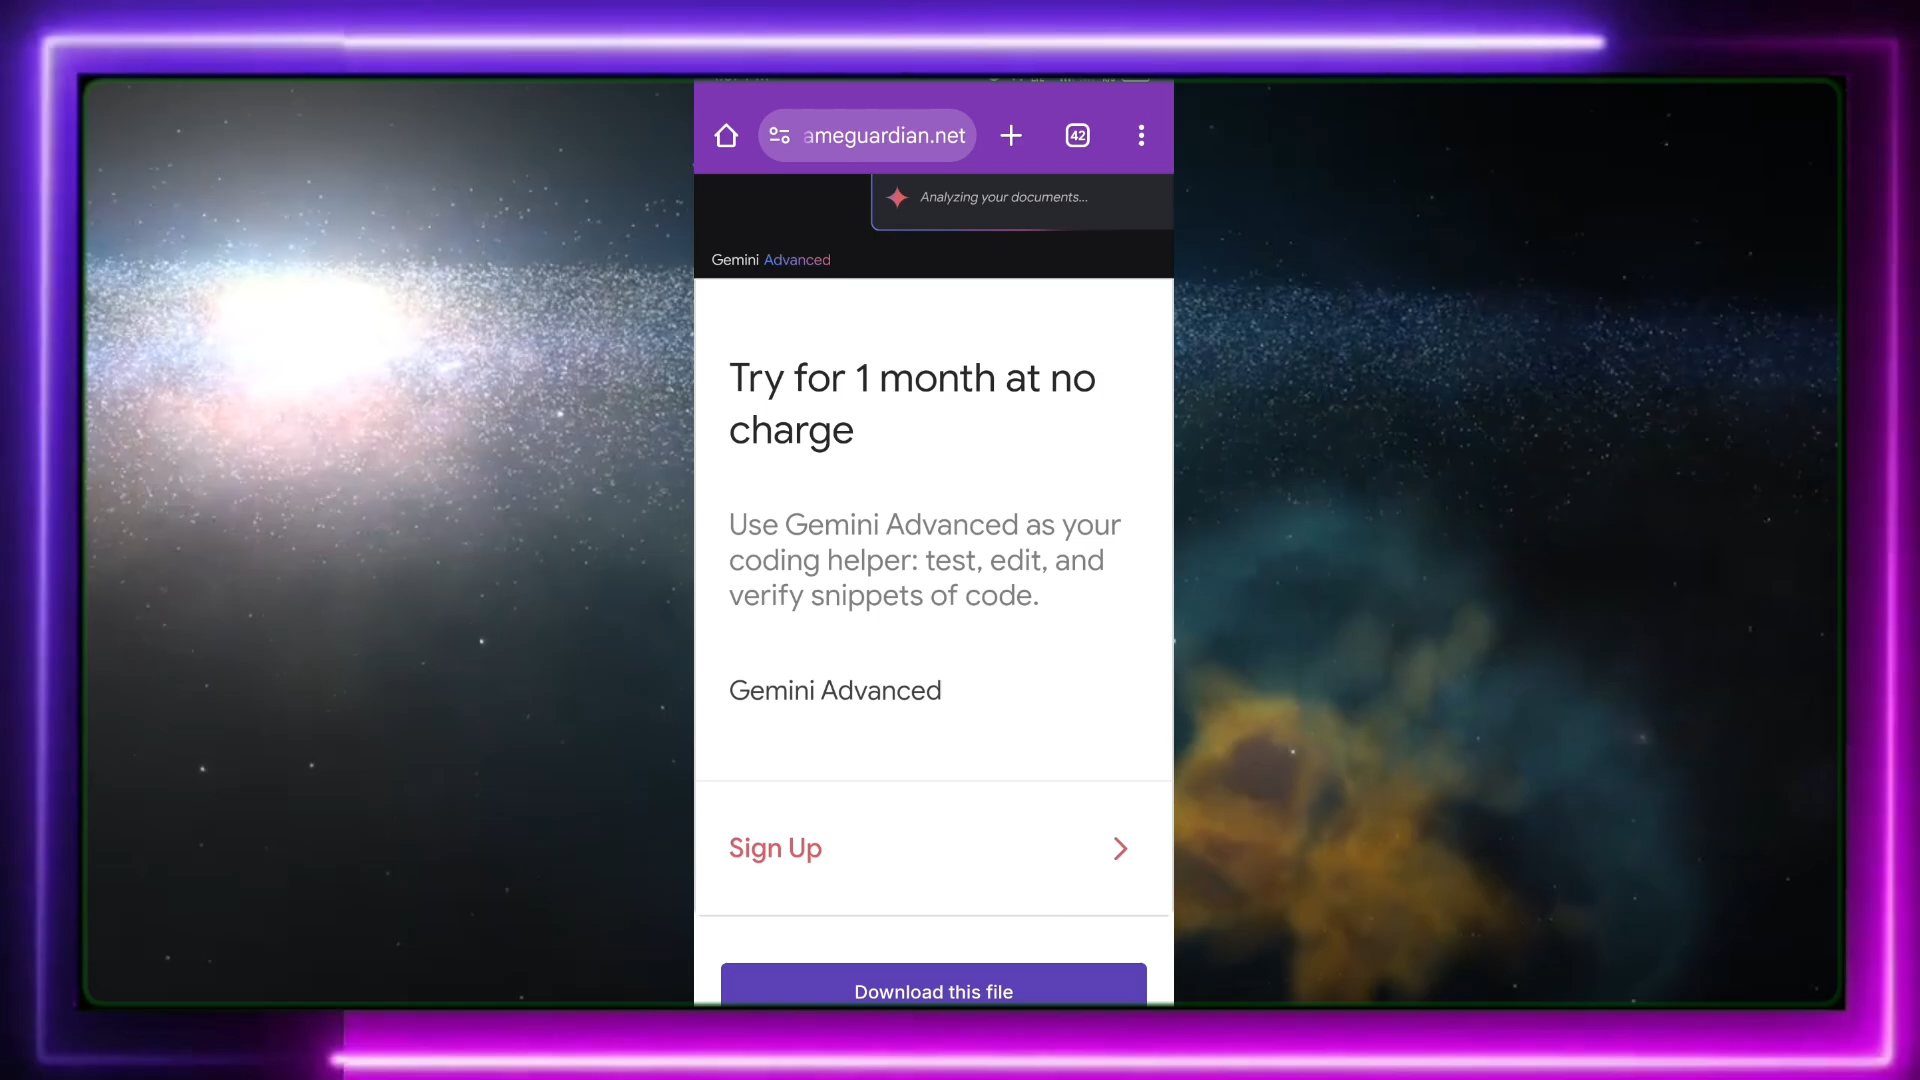 ameguardian.net
42
Analyzing your documents...
Gemini Advanced
Try for 1 month at no
charge
Use Gemini Advanced as your
coding helper: test, edit, and
verify snippets of code.
Gemini Advanced
Sign Up
Download this file